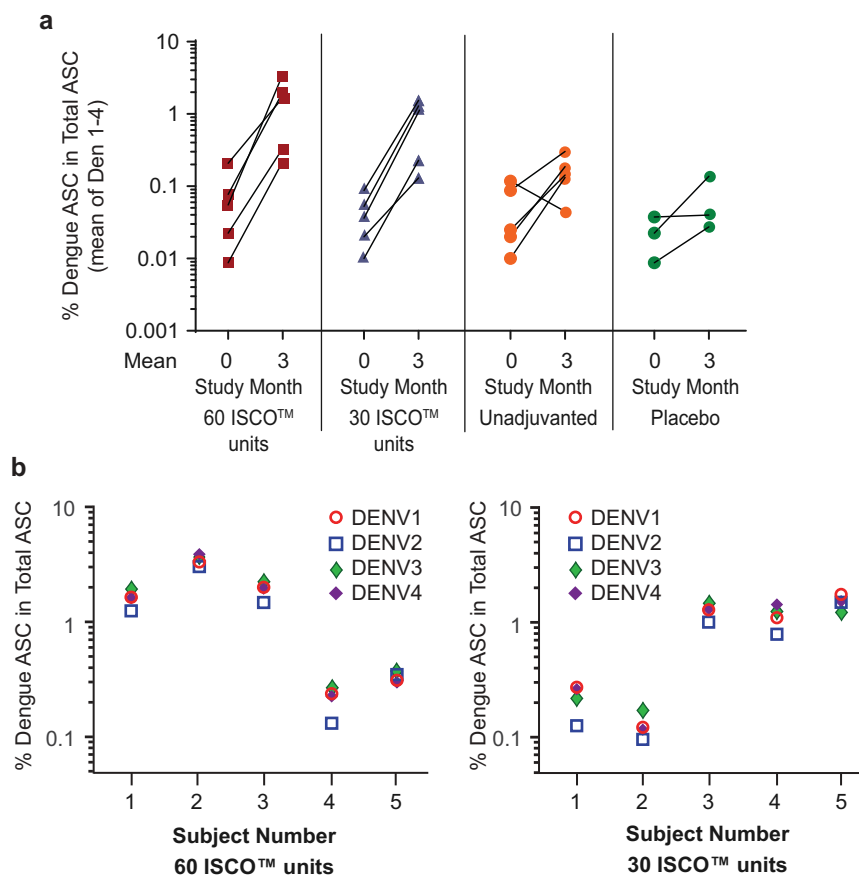 a
% Dengue ASC in Total ASC
(mean of Den 1-4)
10
1
0.1
0.01
0.001
Mean
0 3 0 3 0 3 0 3
Study Month Study Month Study Month Study Month
60 ISCO™ units
30 ISCO™ units
Unadjuvanted
Placebo
b
% Dengue ASC in Total ASC
10
1
0.1
DENV1
DENV2
DENV3
DENV4
1 2 3 4 5
Subject Number
60 ISCO™ units
% Dengue ASC in Total ASC
10
1
0.1
DENV1
DENV2
DENV3
DENV4
1 2 3 4 5
Subject Number
30 ISCO™ units